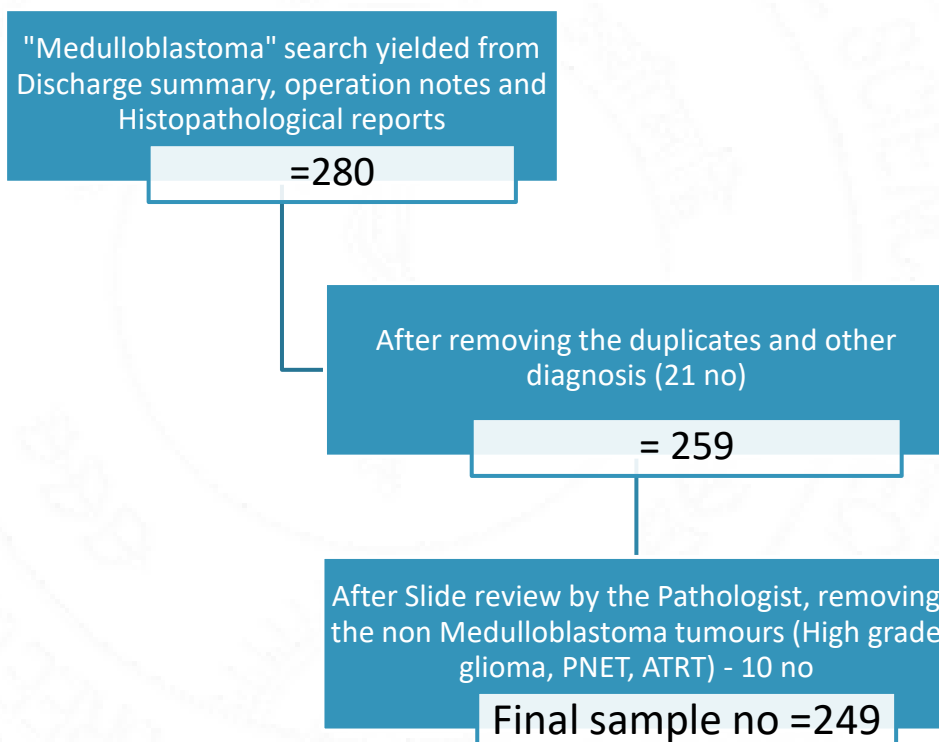 "Medulloblastoma" search yielded from
Discharge summary, operation notes and
Histopathological reports
=280
After removing the duplicates and other
diagnosis (21 no)
= 259
After Slide review by the Pathologist, removing
the non Medulloblastoma tumours (High grade
glioma, PNET, ATRT) - 10 no
Final sample no =249